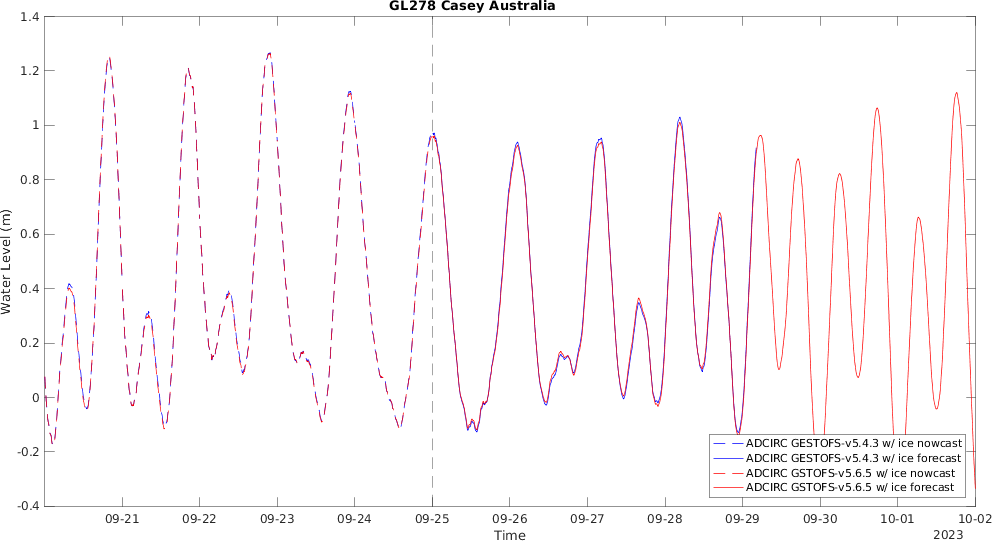 GL278 Casey Australia
Water Level (m)
1.4
1.2
1
0.8
0.6
0.4
0.2
0
-0.2
-0.4
ADCIRC GESTOFS-v5.4.3 w/ ice nowcast
ADCIRC GESTOFS-v5.4.3 w/ ice forecast
ADCIRC GSTOFS-v5.6.5 w/ ice nowcast
ADCIRC GSTOFS-v5.6.5 w/ ice forecast
09-21 09-22 09-23 09-24 09-25 09-26 09-27 09-28 09-29 09-30 10-01 10-02
Time
2023